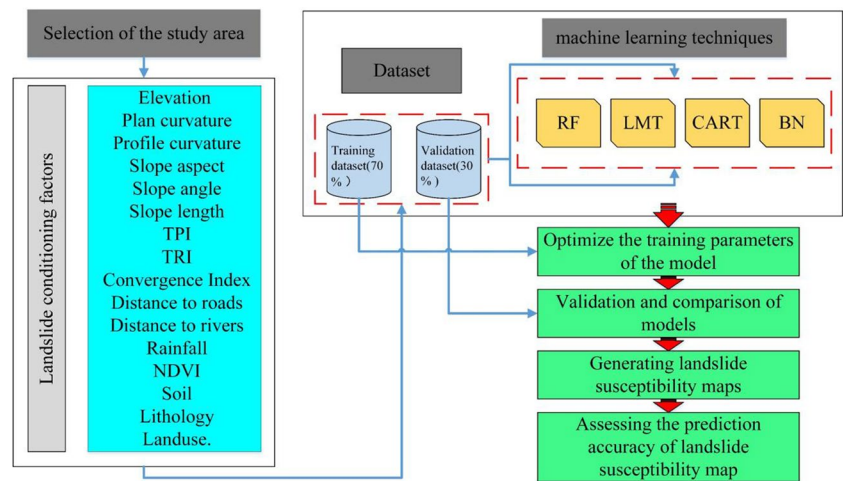 Selection of the study area
Landslide conditioning factors
Elevation
Plan curvature
Profile curvature
Slope aspect
Slope angle
Slope length
TPI
TRI
Convergence Index
Distance to roads
Distance to rivers
Rainfall
NDVI
Soil
Lithology
Landuse.
Dataset
Training
dataset(70
%）
Validation
dataset(30
%)
machine learning techniques
RF
LMT
CART
BN
Optimize the training parameters
of the model
Validation and comparison of
models
Generating landslide
susceptibility maps
Assessing the prediction
accuracy of landslide
susceptibility map